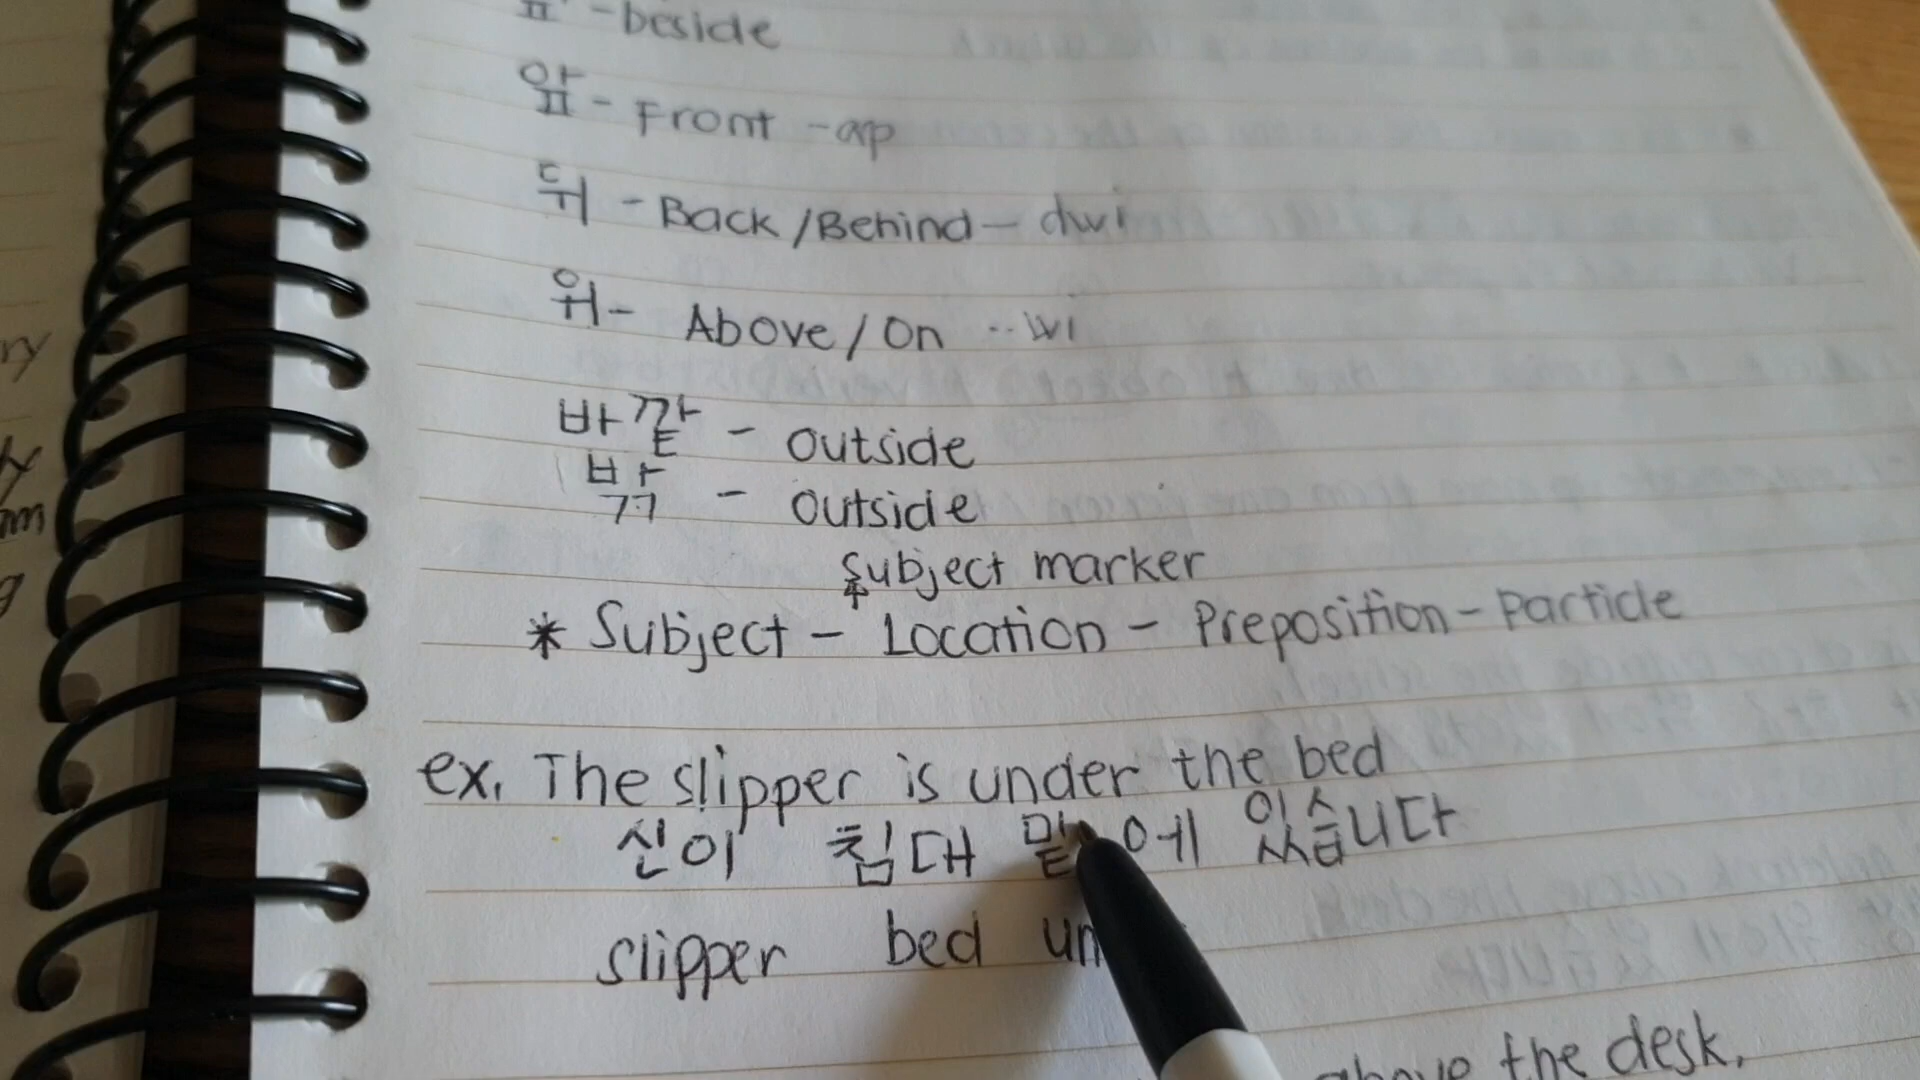 - beside
앞 - Front - ap
뒤 - Back / Behind - dwi
위 - Above / On - wi
바깥 - outside
밖 - outside
Subject marker
* Subject - Location - Preposition - Particle
ex. The slipper is under the bed
신이 침대 밑에 있습니다
slipper bed
above the desk.